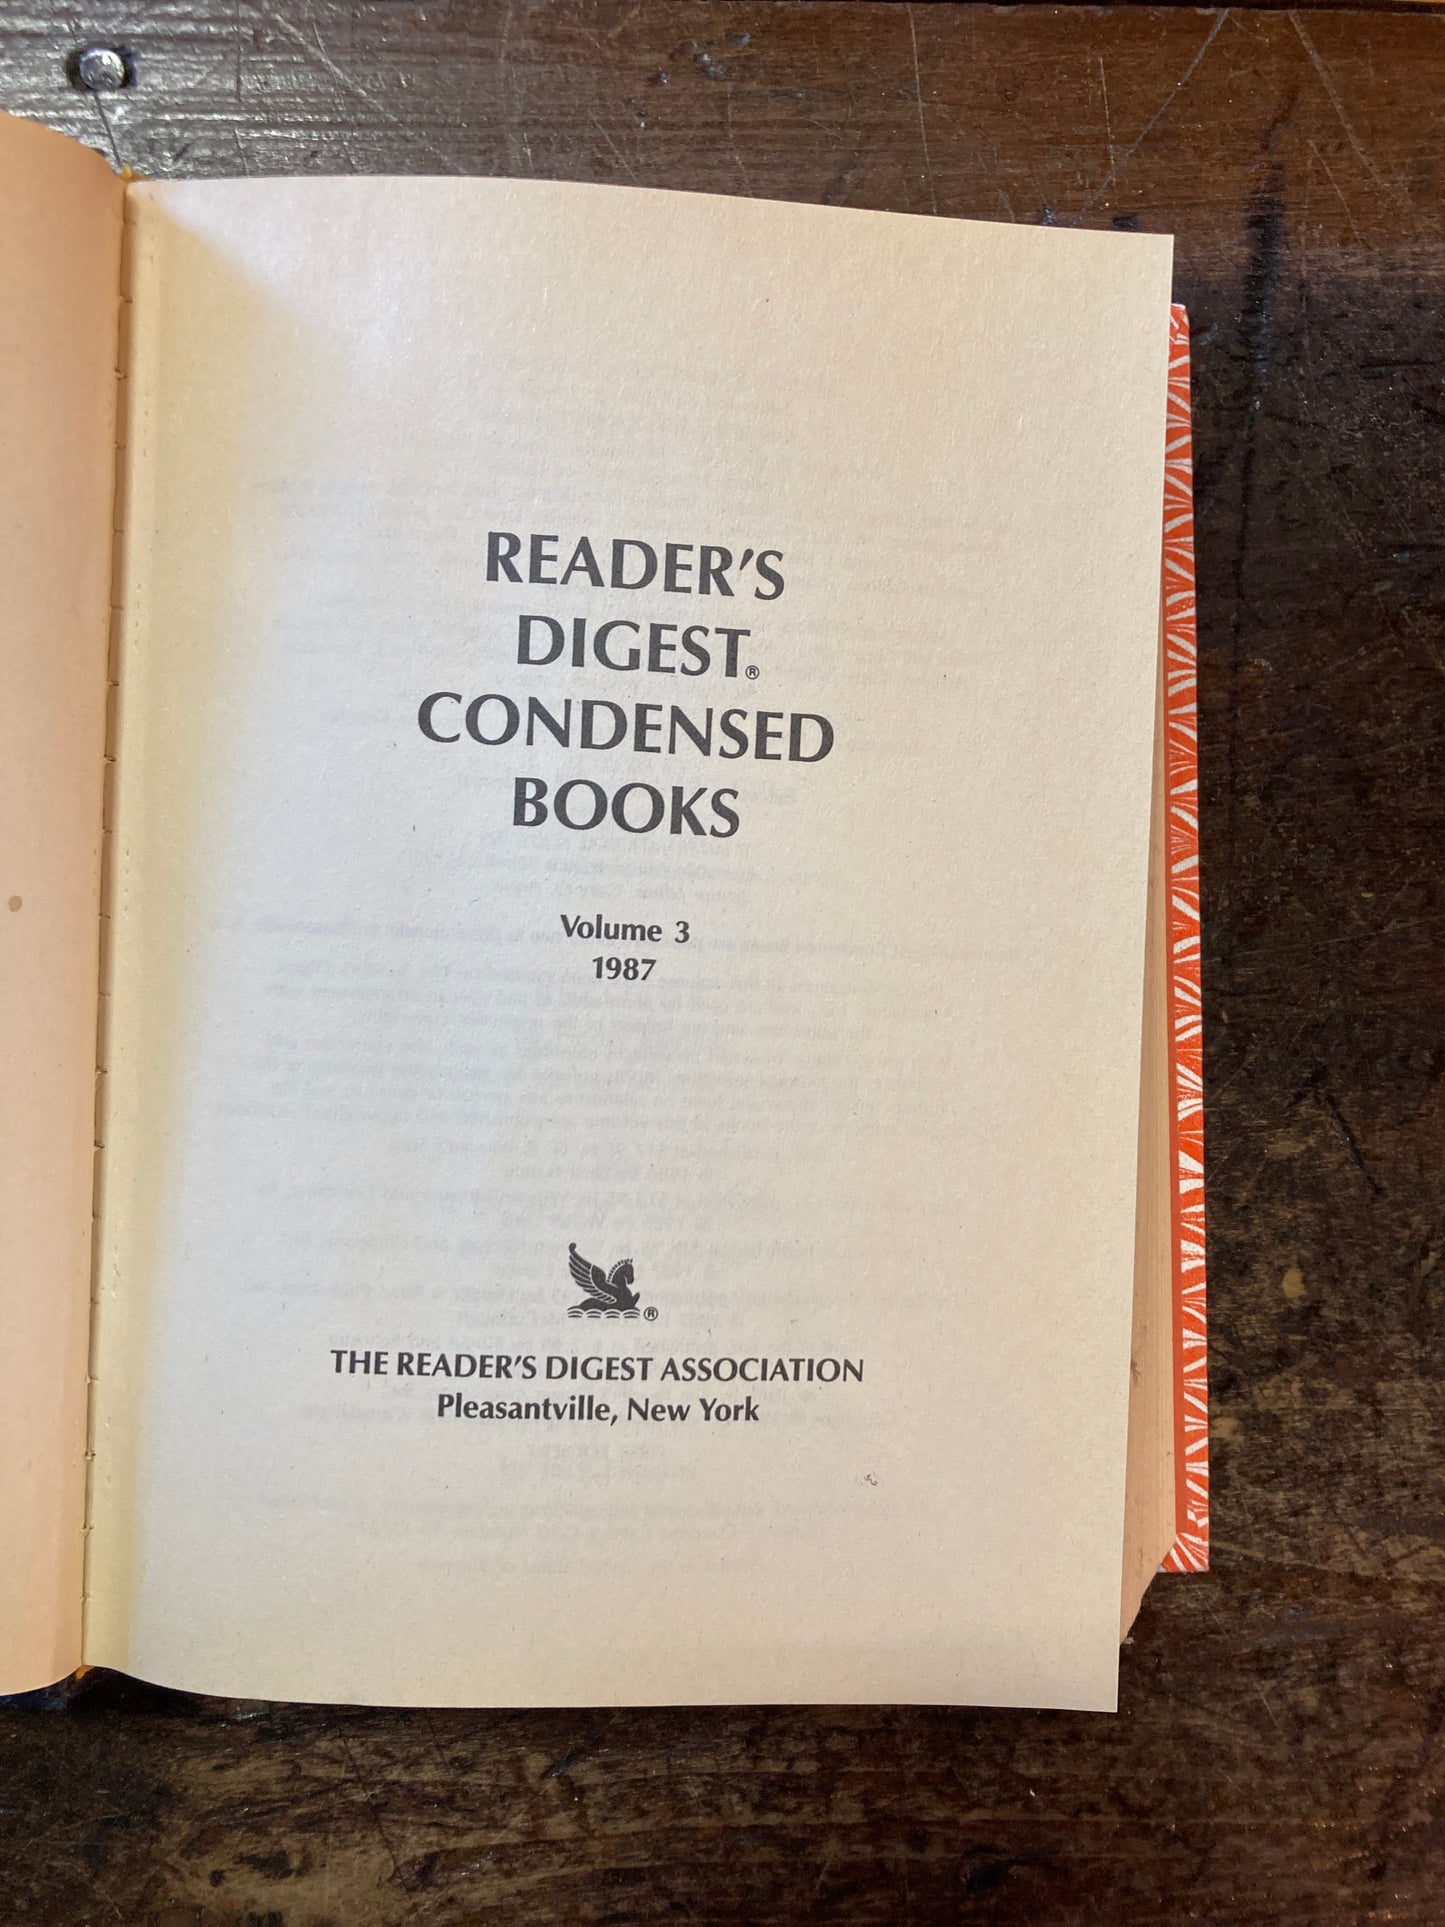 READER'S
DIGEST®
CONDENSED
BOOKS
Volume 3
1987
®
THE READER'S DIGEST ASSOCIATION
Pleasantville, New York